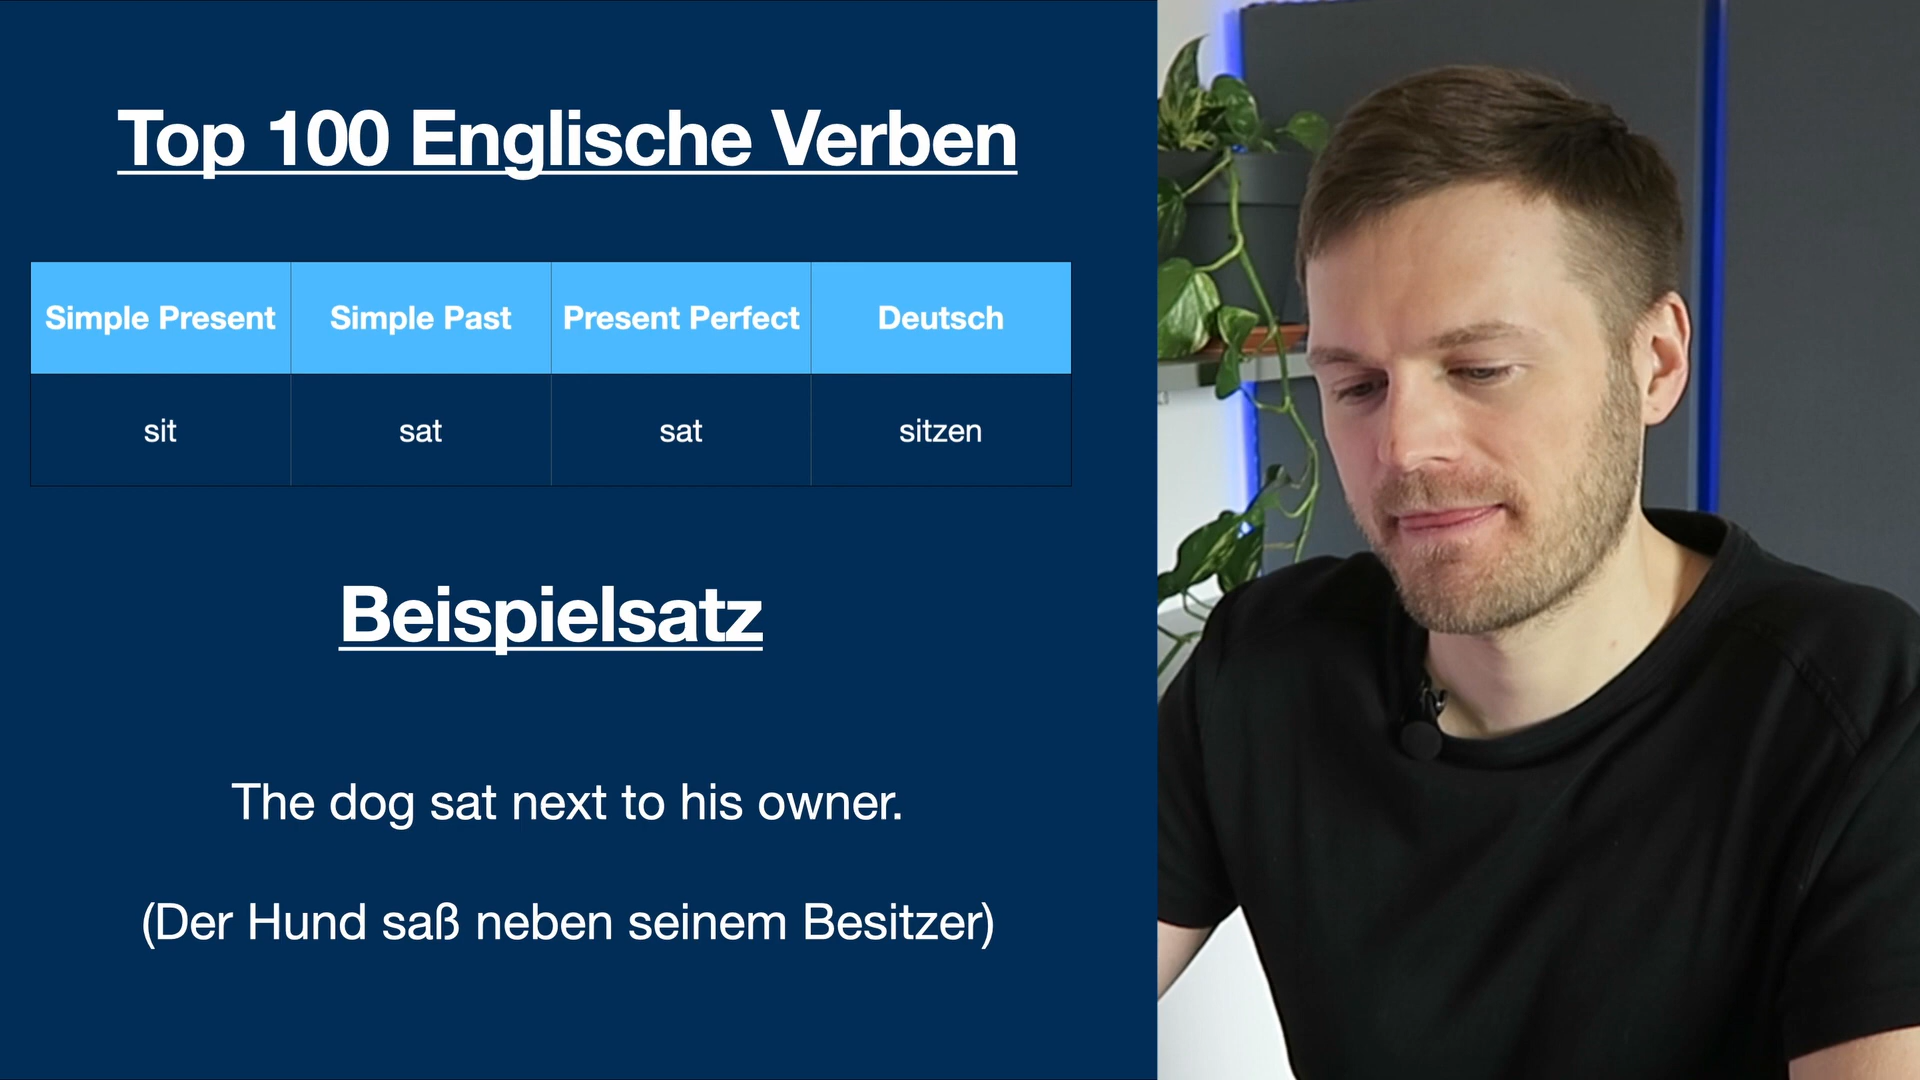 Top 100 Englische Verben
Simple Present Simple Past Present Perfect Deutsch
sit sat sat sitzen
Beispielsatz
The dog sat next to his owner.
(Der Hund saß neben seinem Besitzer)